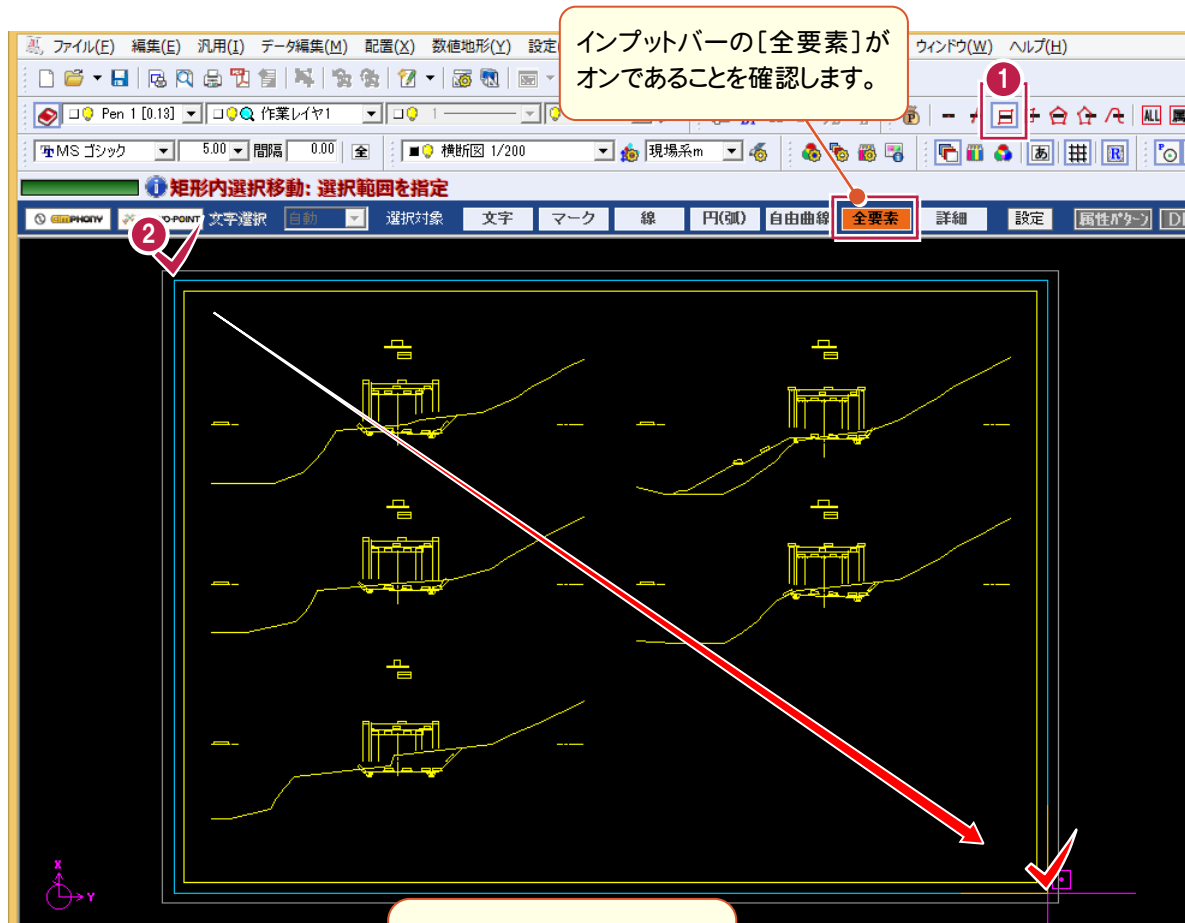 インプットバーの[全要素]が
オンであることを確認します。
ファイル(F) 編集(E) 汎用(I) データ編集(M) 配置(X) 数値地形(Y) 設定( ウィンドウ(W) ヘルプ(H)
1
Pen 1 [0.13] 作業レイヤ1 1 ALL
MS ゴシック 5.00 間隔 0.00 全 横断図 1/200 現場系m あ R
矩形内選択移動: 選択範囲を指定
文字選択 自動 選択対象 文字 マーク 線 円(弧) 自由曲線 全要素 詳細 設定 属性パターン
2
X
Y